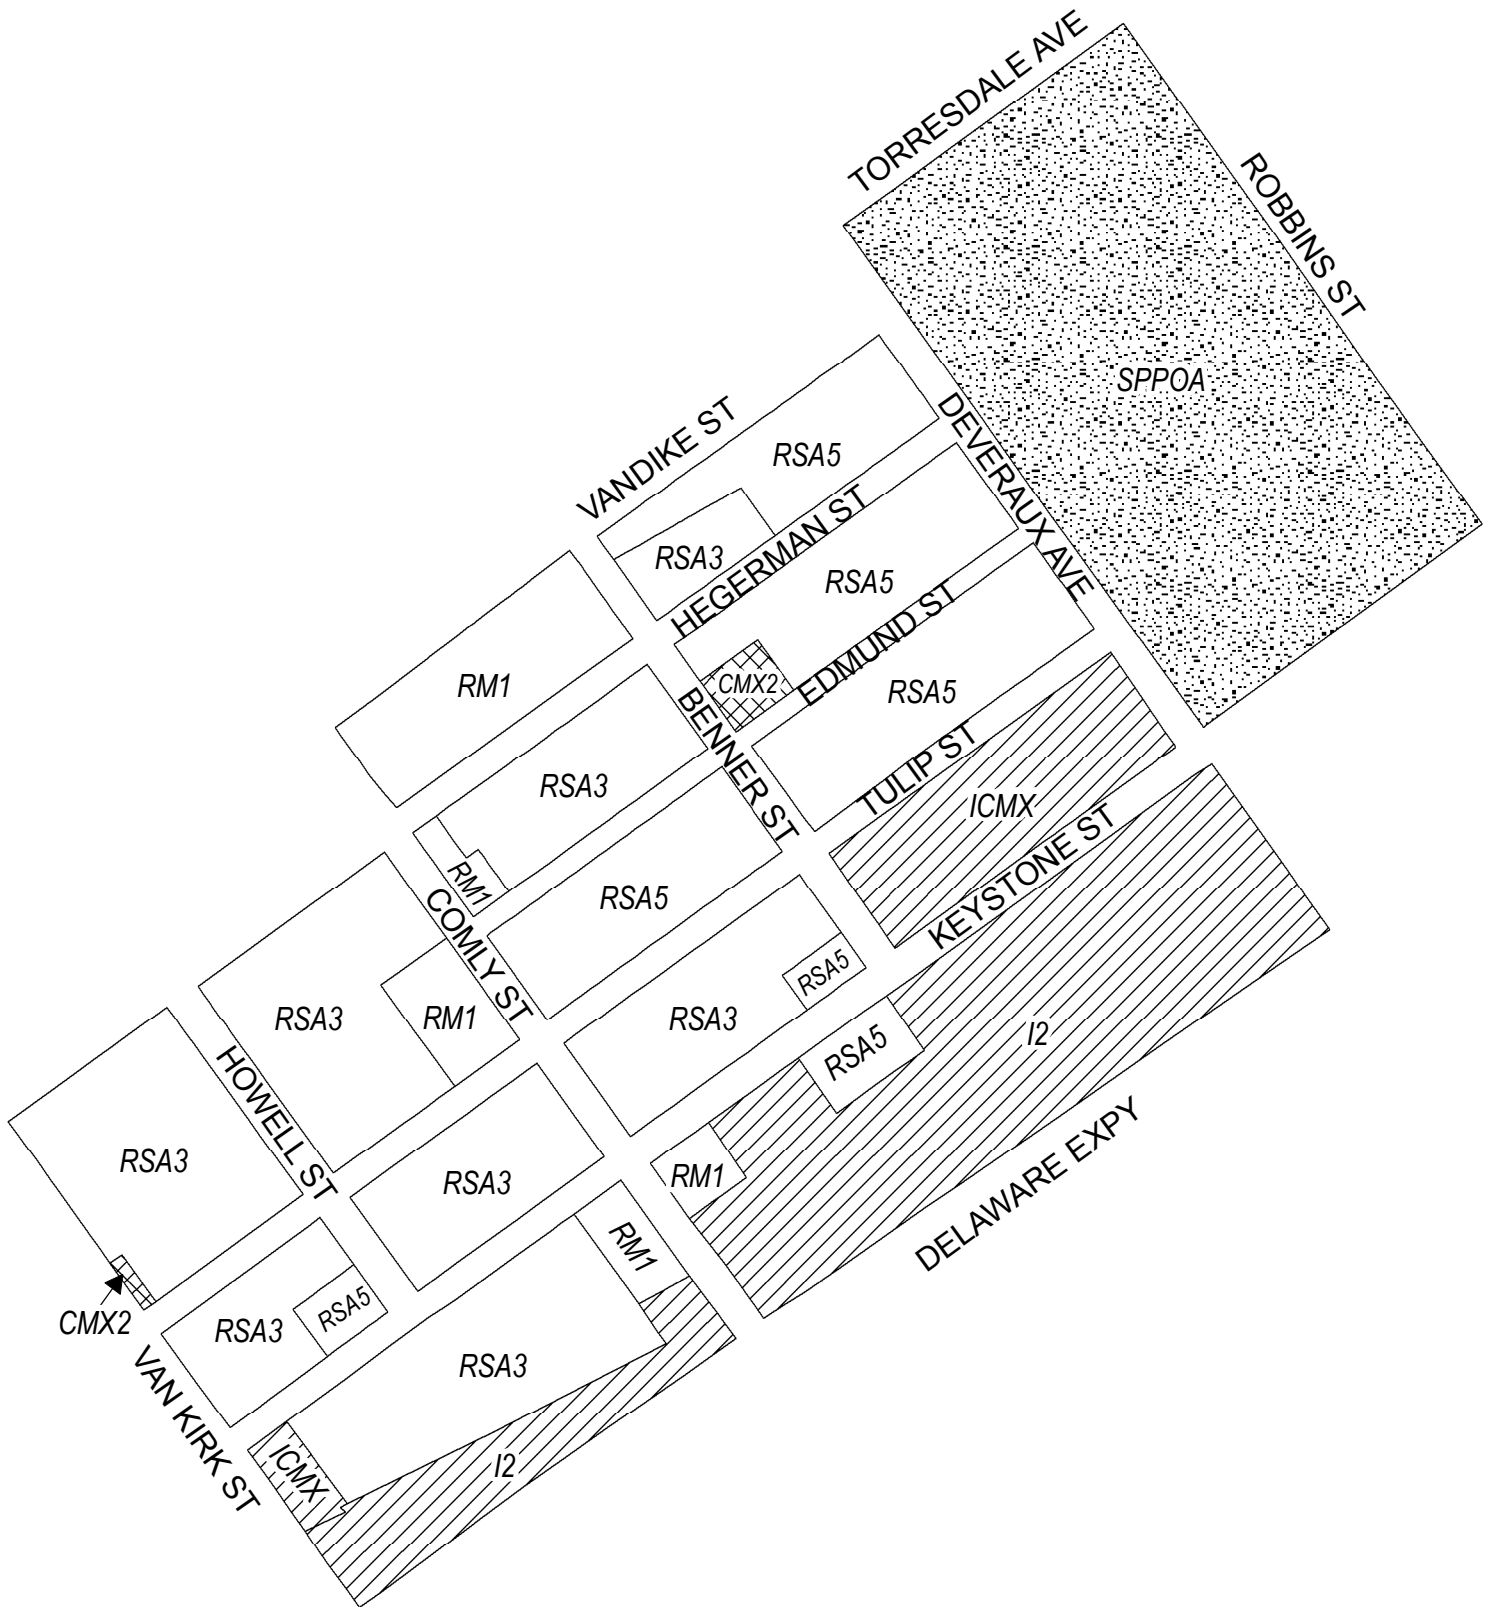 TORRESDALE AVE
ROBBINS ST
SPPOA
VANDIKE ST
DEVERAUX AVE
RSA5
HEGERMAN ST
RSA3
RSA5
EDMUND ST
RM1
CMX2
RSA5
BENNER ST
TULIP ST
RSA3
ICMX
KEYSTONE ST
RM1
RSA5
COMLY ST
RSA5
RSA3
RM1
RSA3
I2
RSA5
HOWELL ST
DELAWARE EXPY
RSA3
RSA3
RM1
RM1
CMX2
RSA3
RSA5
RSA3
VAN KIRK ST
ICMX
I2